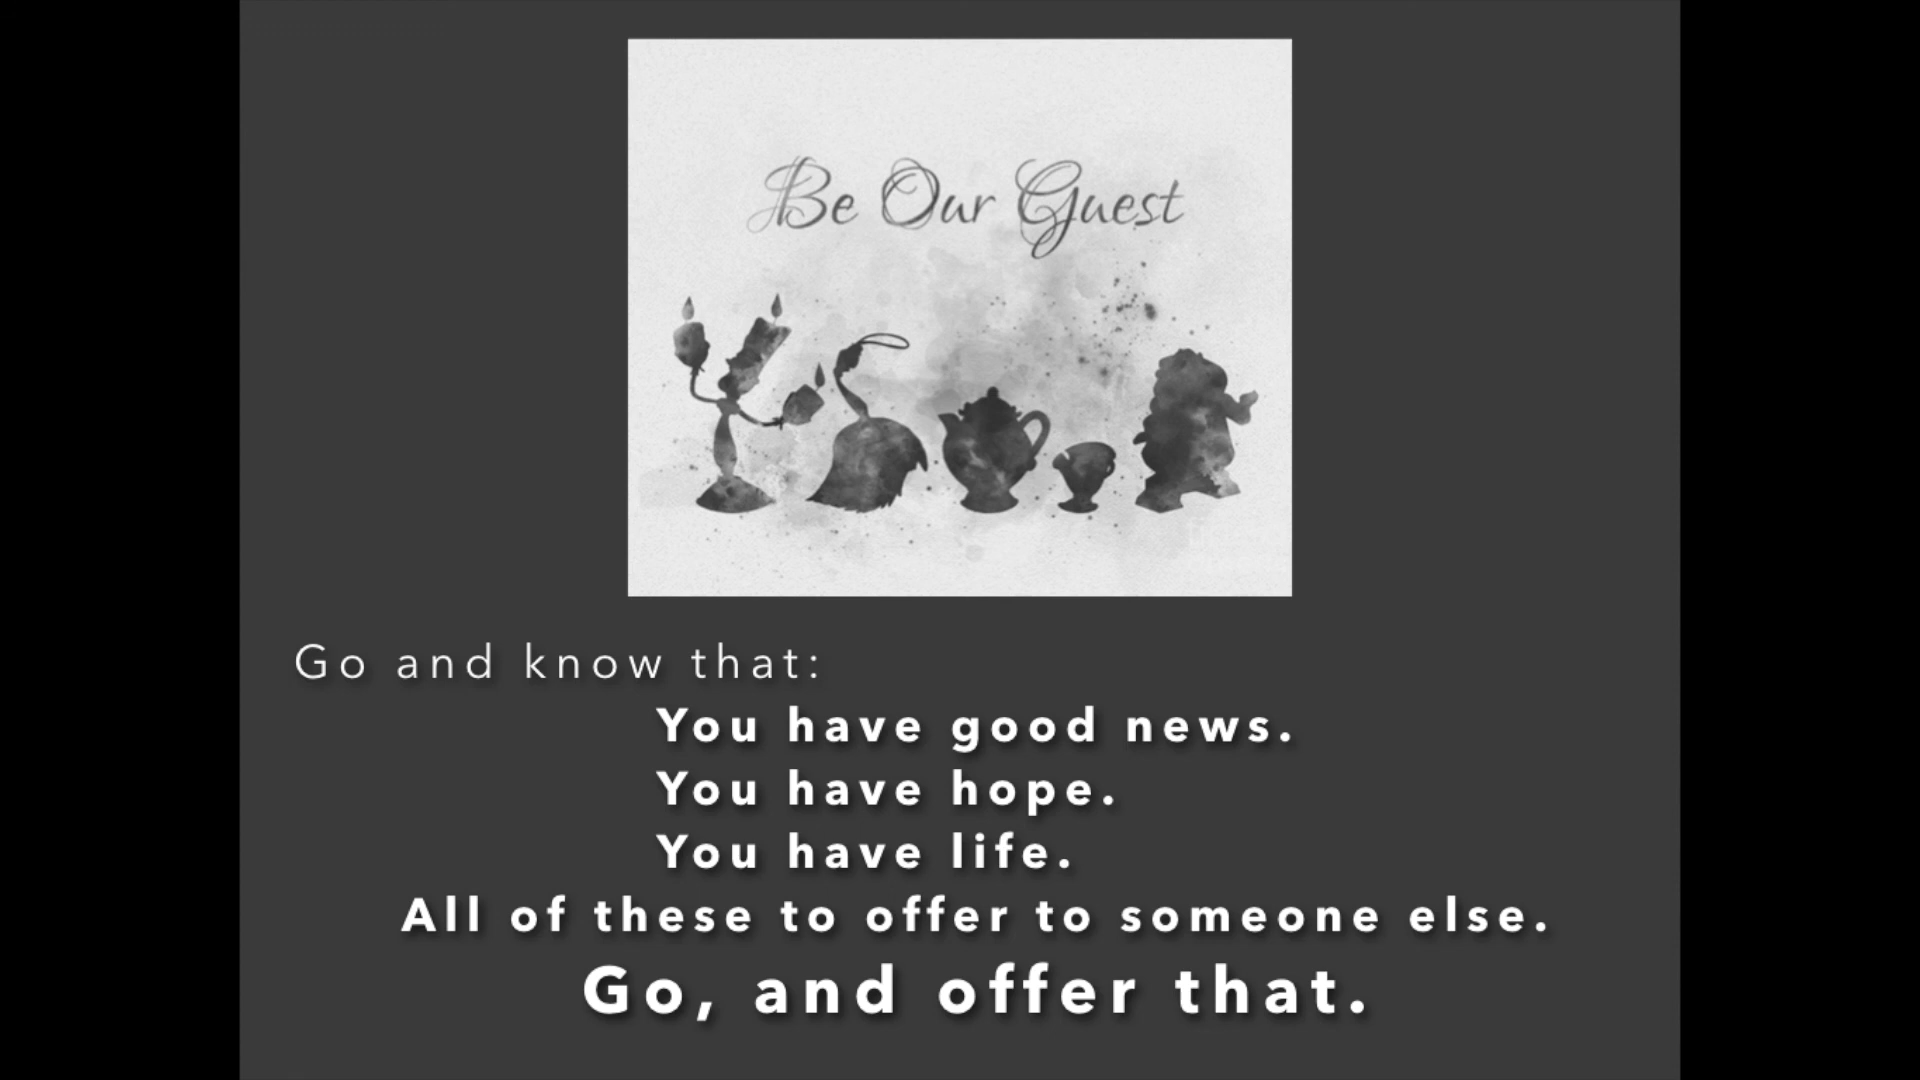 Be Our Guest
Go and know that:
You have good news.
You have hope.
You have life.
All of these to offer to someone else.
Go, and offer that.